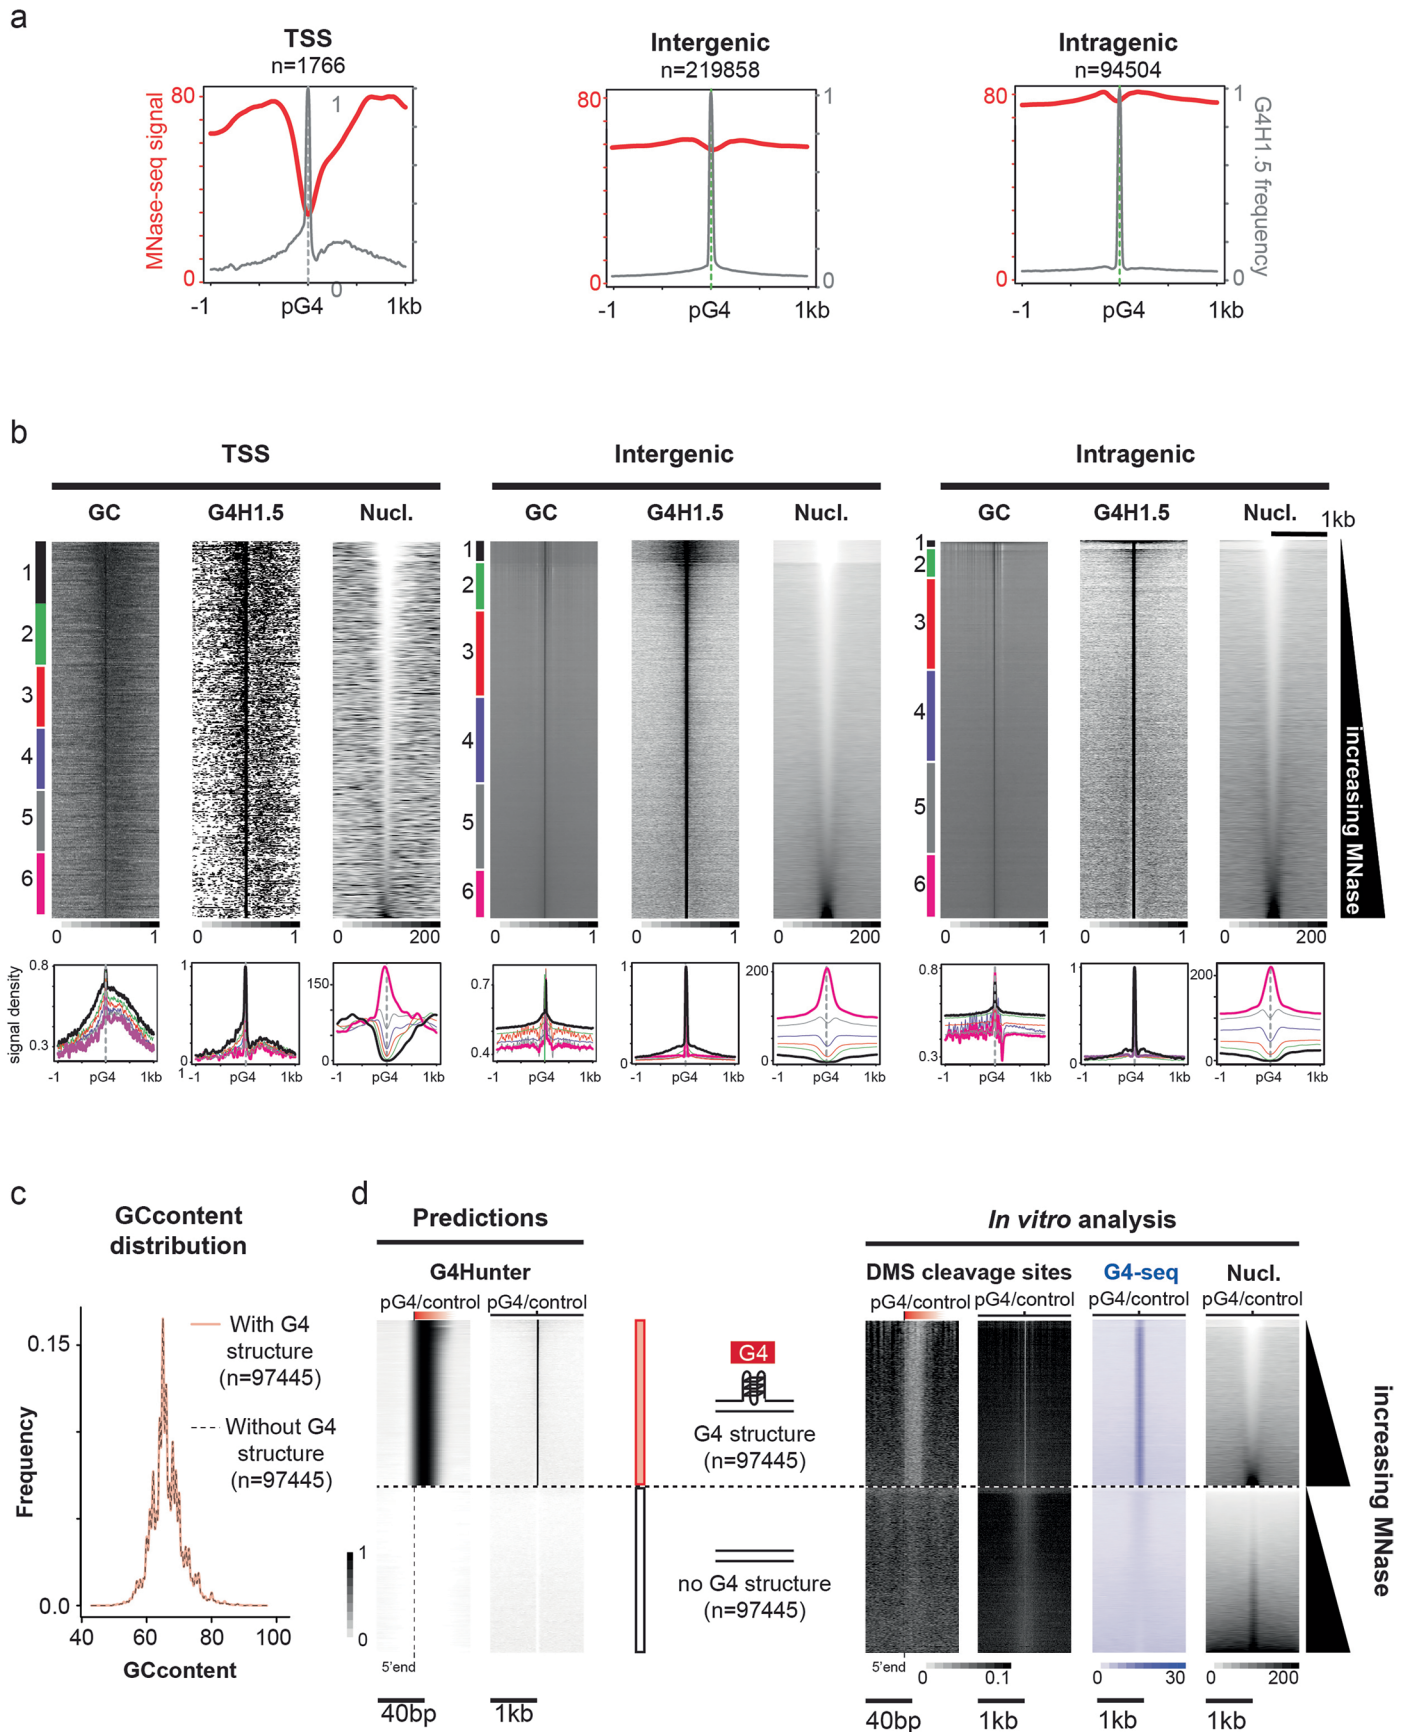 a
TSS
n=1766
Intergenic
n=219858
Intragenic
n=94504
MNase-seq signal
80
0
1
0
-1
pG4
1kb
80
0
1
0
-1
pG4
1kb
80
0
1
0
G4H1.5 frequency
-1
pG4
1kb
b
TSS
Intergenic
Intragenic
GC
G4H1.5
Nucl.
GC
G4H1.5
Nucl.
GC
G4H1.5
Nucl.
1kb
1
2
3
4
5
6
1
2
3
4
5
6
1
2
3
4
5
6
increasing MNase
0 1
0 1
0 200
0 1
0 1
0 200
0 1
0 1
0 200
signal density
0.8
0.3
-1 pG4 1kb
1
0
1
-1 pG4 1kb
150
0
-1 pG4 1kb
0.7
0.4
-1 pG4 1kb
1
0
-1 pG4 1kb
200
0
-1 pG4 1kb
0.8
0.3
-1 pG4 1kb
1
0
-1 pG4 1kb
200
0
-1 pG4 1kb
c
GCcontent
distribution
Frequency
0.15
0.0
With G4
structure
(n=97445)
Without G4
structure
(n=97445)
40 60 80 100
GCcontent
d
Predictions
G4Hunter
pG4/control
pG4/control
1
0
5'end
40bp
1kb
G4
G4 structure
(n=97445)
no G4 structure
(n=97445)
In vitro analysis
DMS cleavage sites
G4-seq
Nucl.
pG4/control
pG4/control
pG4/control
pG4/control
increasing MNase
5'end
0 0.1
0 30
0 200
40bp
1kb
1kb
1kb